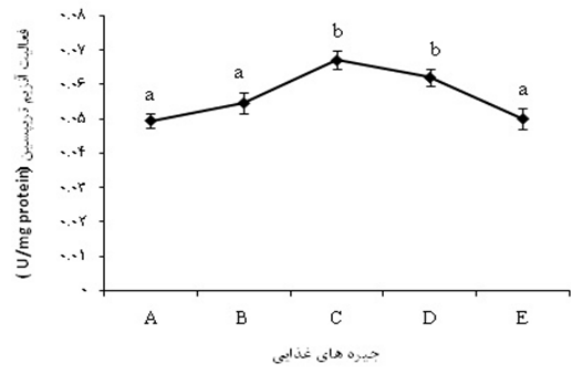 فعالیت آنزیم تریپسین
( U/mg protein)
۰.۰۸
۰.۰۷
۰.۰۶
۰.۰۵
۰.۰۴
۰.۰۳
۰.۰۲
۰.۰۱
۰
a
a
b
b
a
A B C D E
جیره های غذایی